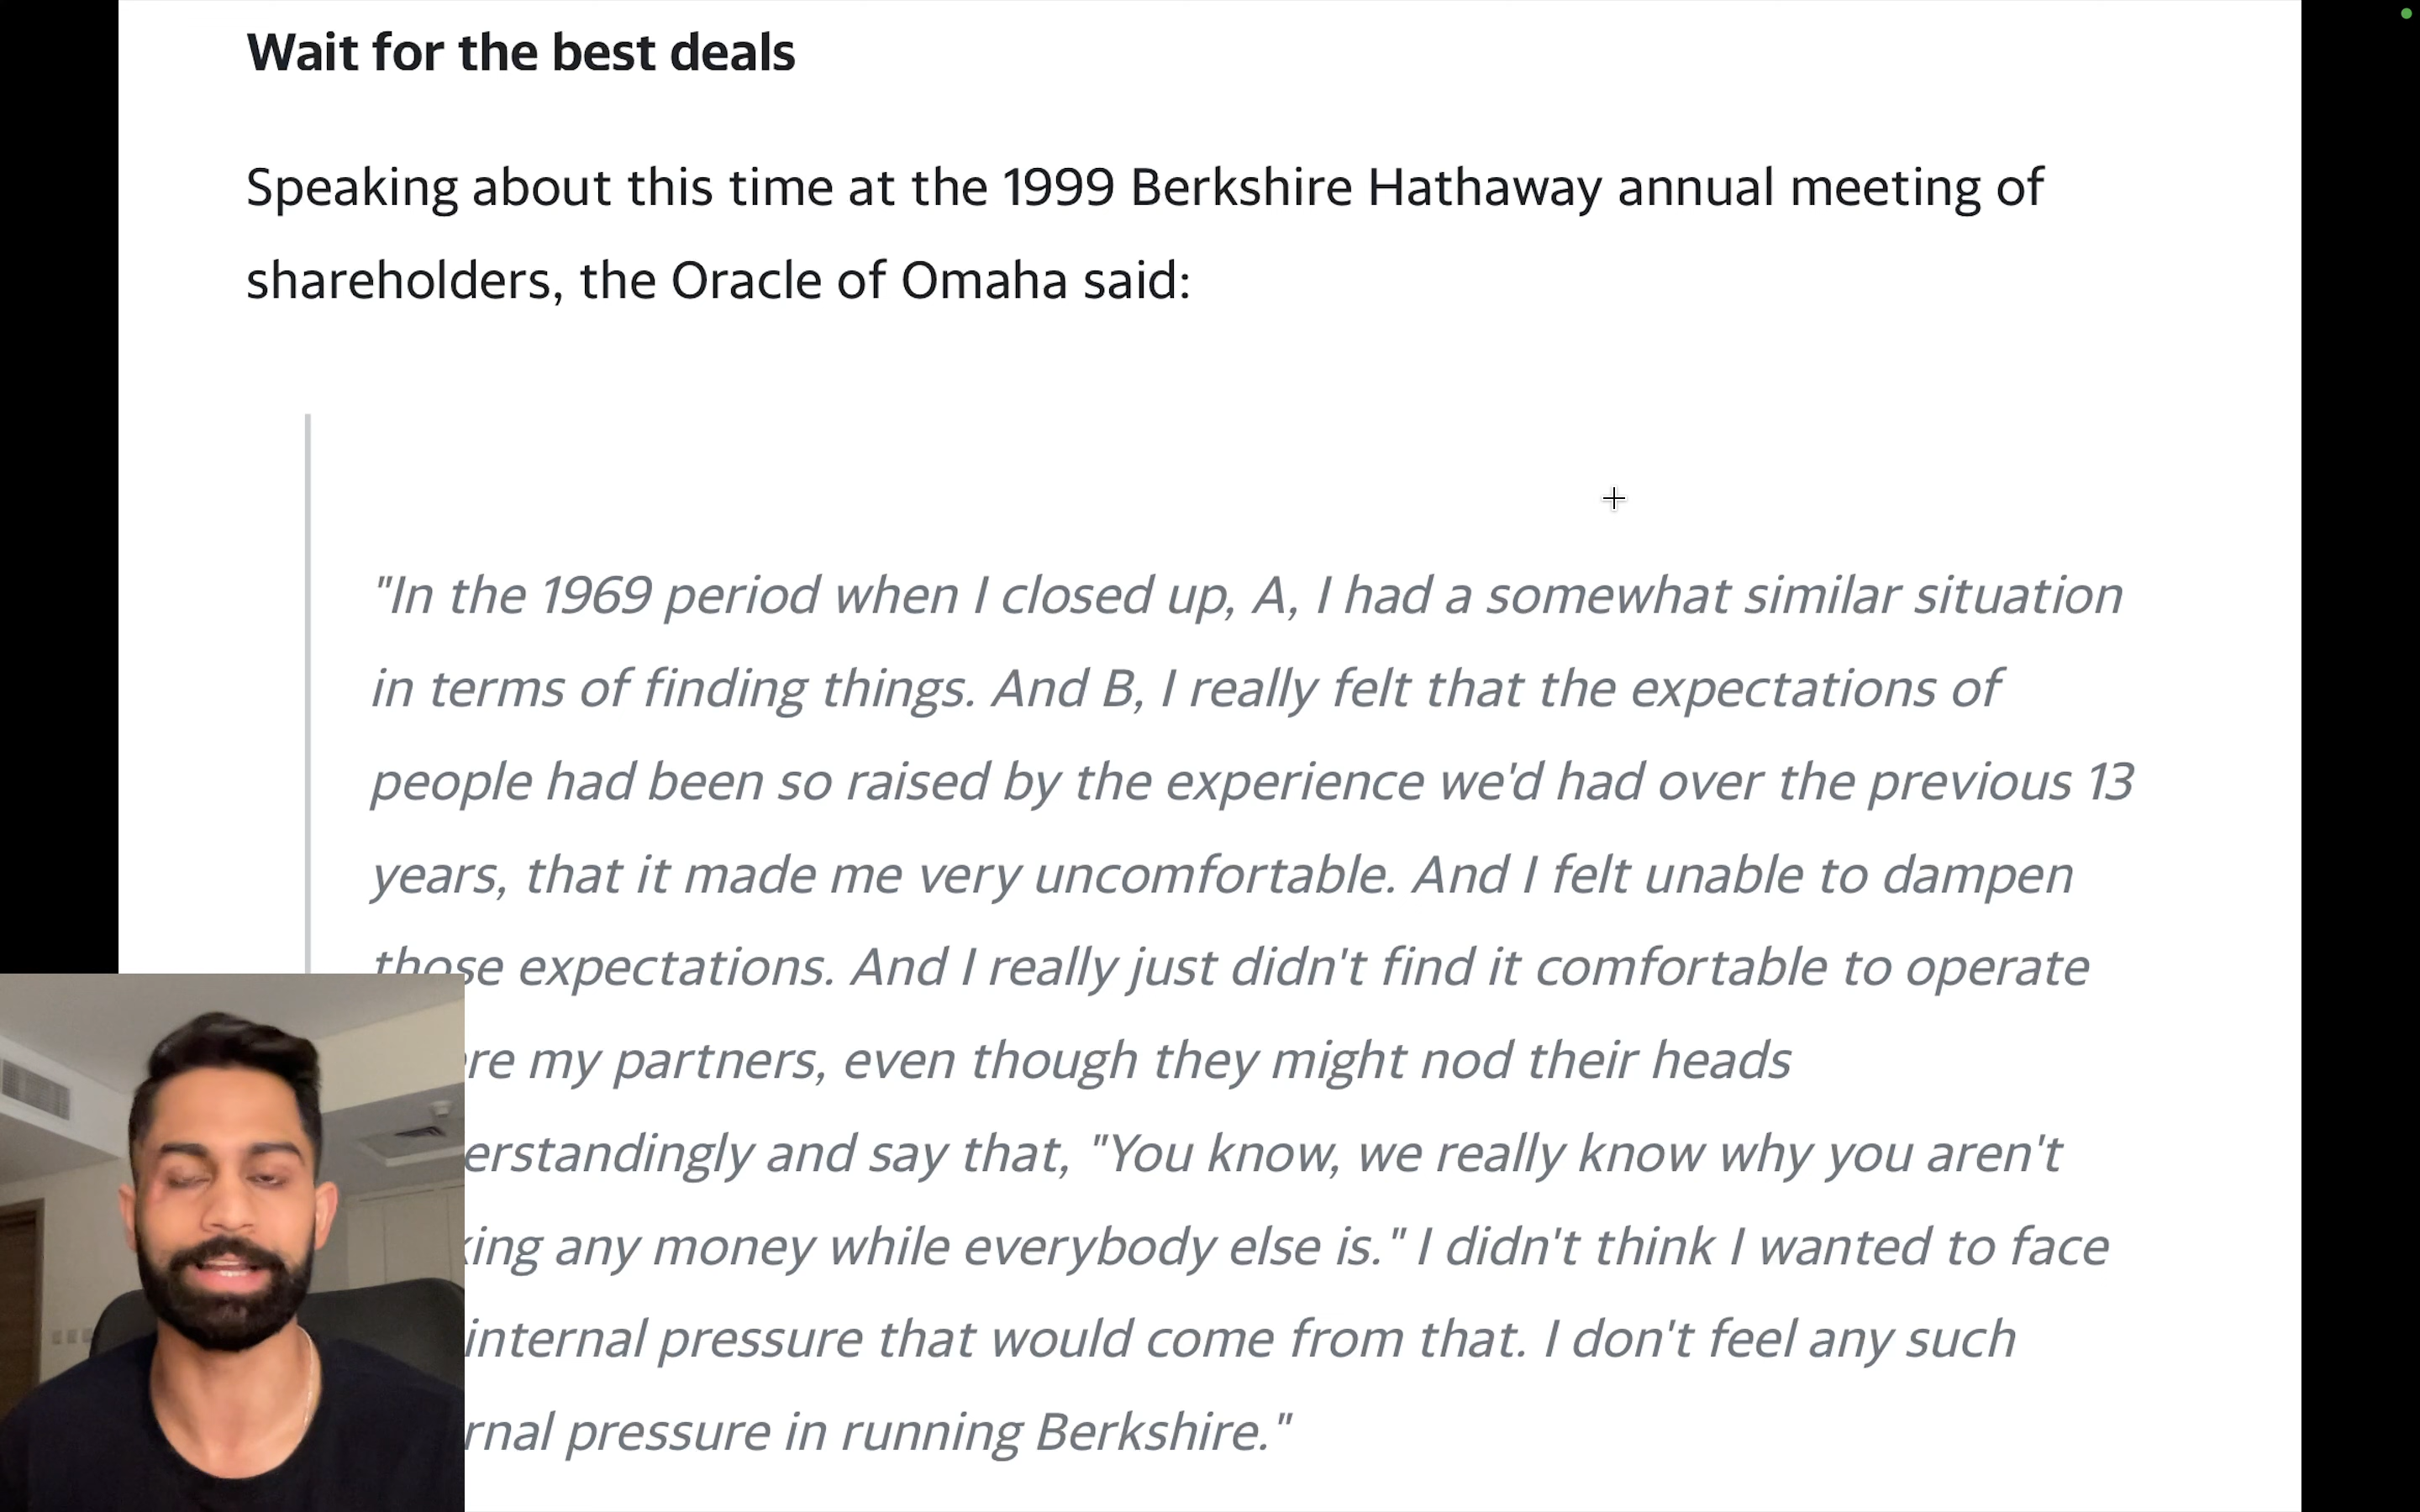 Wait for the best deals
Speaking about this time at the 1999 Berkshire Hathaway annual meeting of
shareholders, the Oracle of Omaha said:
"In the 1969 period when I closed up, A, I had a somewhat similar situation
in terms of finding things. And B, I really felt that the expectations of
people had been so raised by the experience we'd had over the previous 13
years, that it made me very uncomfortable. And I felt unable to dampen
those expectations. And I really just didn't find it comfortable to operate
my partners, even though they might nod their heads
and say that, "You know, we really know why you aren't
any money while everybody else is." I didn't think I wanted to face
internal pressure that would come from that. I don't feel any such
pressure in running Berkshire."